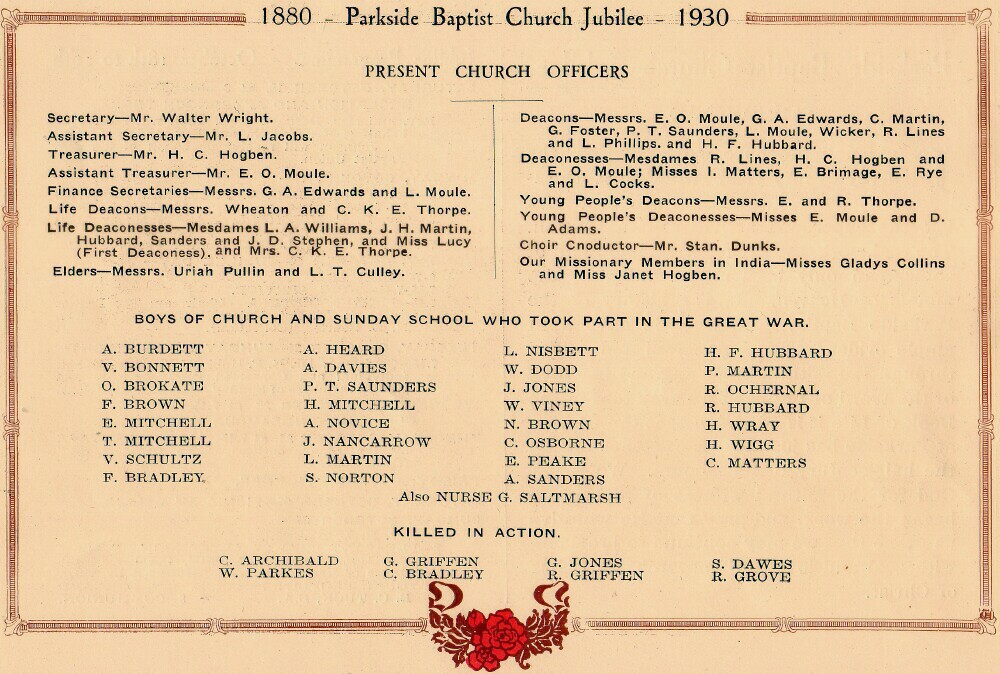 1880 - Parkside Baptist Church Jubilee - 1930
PRESENT CHURCH OFFICERS
Secretary—Mr. Walter Wright.
Assistant Secretary—Mr. L. Jacobs.
Treasurer—Mr. H. C. Hogben.
Assistant Treasurer—Mr. E. O. Moule.
Finance Secretaries—Messrs. G. A. Edwards and L. Moule.
Life Deacons—Messrs. Wheaton and C. K. E. Thorpe.
Life Deaconesses—Mesdames L. A. Williams, J. H. Martin,
Hubbard, Sanders and J. D. Stephen, and Miss Lucy
(First Deaconess), and Mrs. C. K. E. Thorpe.
Elders—Messrs. Uriah Pullin and L. T. Culley.
Deacons—Messrs. E. O. Moule, G. A. Edwards, C. Martin,
G. Foster, P. T. Saunders, L. Moule, Wicker, R. Lines
and L. Phillips. and H. F. Hubbard.
Deaconesses—Mesdames R. Lines, H. C. Hogben and
E. O. Moule; Misses I. Matters, E. Brimage, E. Rye
and L. Cocks.
Young People's Deacons—Messrs. E. and R. Thorpe.
Young People's Deaconesses—Misses E. Moule and D.
Adams.
Choir Cnoductor—Mr. Stan. Dunks.
Our Missionary Members in India—Misses Gladys Collins
and Miss Janet Hogben.
BOYS OF CHURCH AND SUNDAY SCHOOL WHO TOOK PART IN THE GREAT WAR.
A. BURDETT A. HEARD L. NISBETT H. F. HUBBARD
V. BONNETT A. DAVIES W. DODD P. MARTIN
O. BROKATE P. T. SAUNDERS J. JONES R. OCHERNAL
F. BROWN H. MITCHELL W. VINEY R. HUBBARD
E. MITCHELL A. NOVICE N. BROWN H. WRAY
T. MITCHELL J. NANCARROW C. OSBORNE H. WIGG
V. SCHULTZ L. MARTIN E. PEAKE C. MATTERS
F. BRADLEY S. NORTON A. SANDERS
Also NURSE G. SALTMARSH
KILLED IN ACTION.
C. ARCHIBALD G. GRIFFEN G. JONES S. DAWES
W. PARKES C. BRADLEY R. GRIFFEN R. GROVE